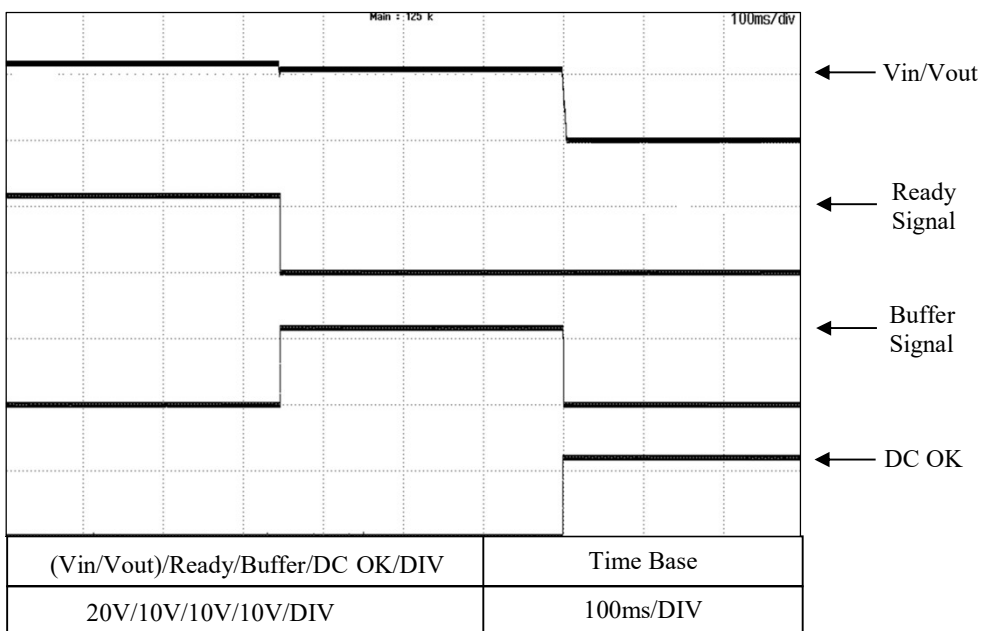 Main : 125 k
100ms/div
Vin/Vout
Ready
Signal
Buffer
Signal
DC OK
(Vin/Vout)/Ready/Buffer/DC OK/DIV
Time Base
20V/10V/10V/10V/DIV
100ms/DIV